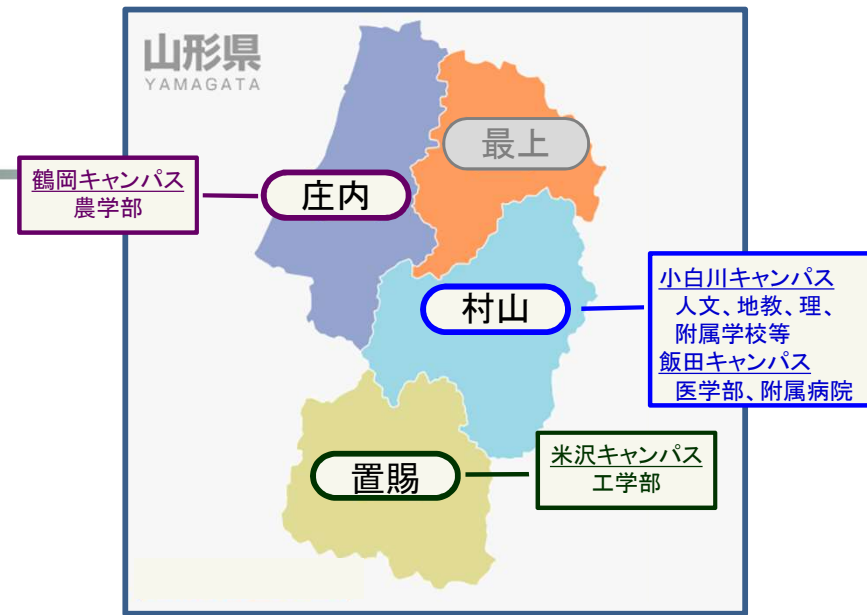 山形県
YAMAGATA
最上
鶴岡キャンパス
農学部
庄内
村山
小白川キャンパス
人文、地教、理、
附属学校等
飯田キャンパス
医学部、附属病院
置賜
米沢キャンパス
工学部